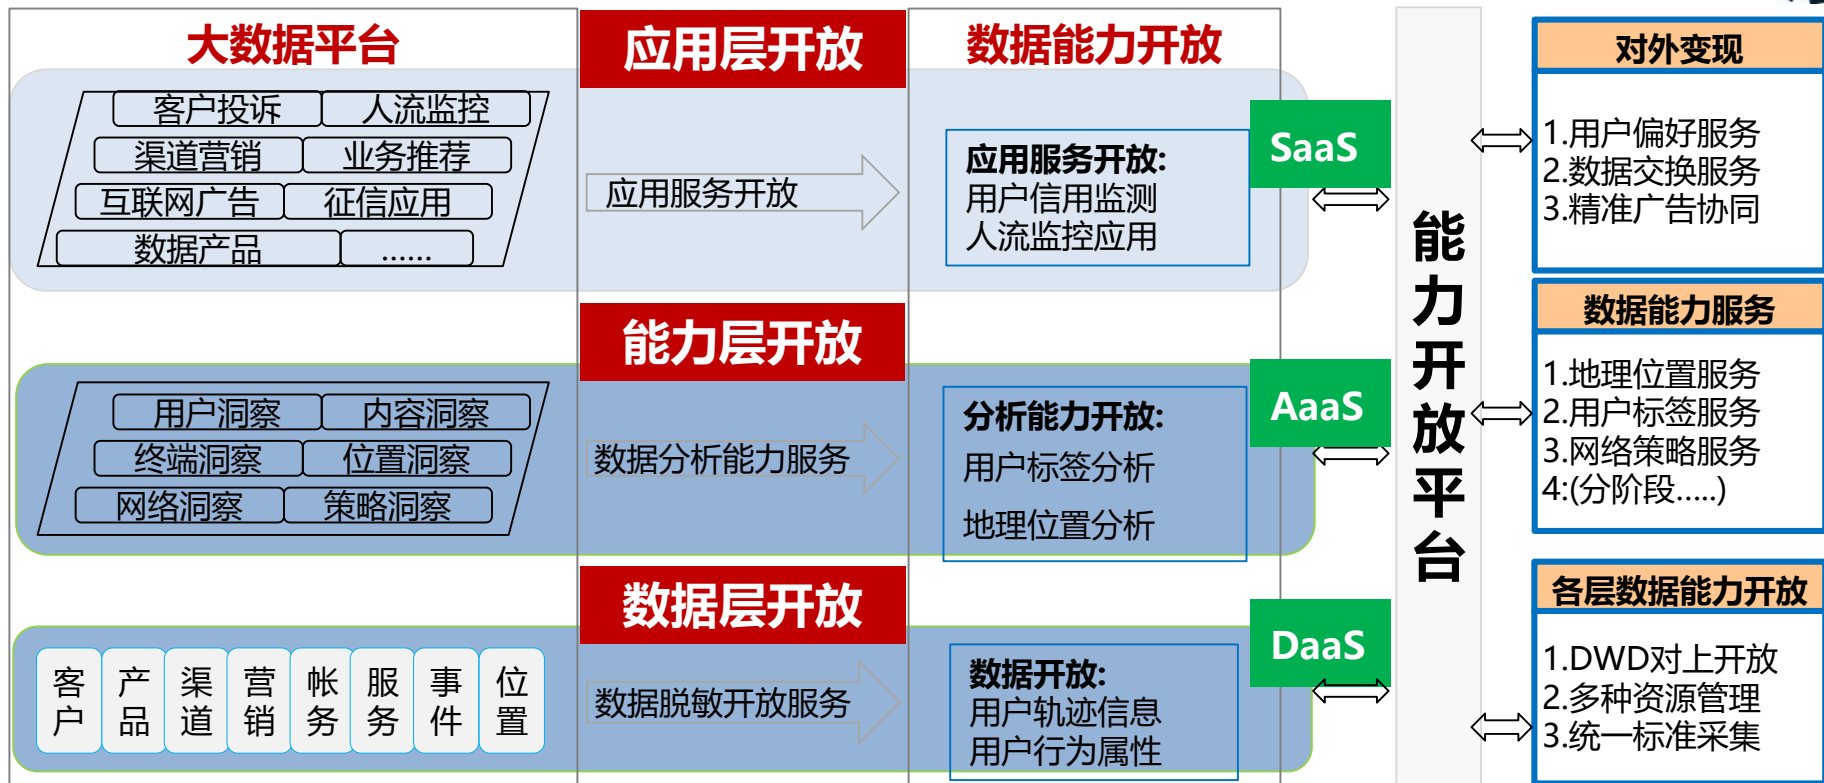 大数据平台
应用层开放
数据能力开放
客户投诉
人流监控
渠道营销
业务推荐
互联网广告
征信应用
数据产品
......
应用服务开放
应用服务开放:
用户信用监测
人流监控应用
SaaS
能力层开放
用户洞察
内容洞察
终端洞察
位置洞察
网络洞察
策略洞察
数据分析能力服务
分析能力开放:
用户标签分析
地理位置分析
AaaS
数据层开放
客户
产品
渠道
营销
帐务
服务
事件
位置
数据脱敏开放服务
数据开放:
用户轨迹信息
用户行为属性
DaaS
能力开放平台
对外变现
1.用户偏好服务
2.数据交换服务
3.精准广告协同
数据能力服务
1.地理位置服务
2.用户标签服务
3.网络策略服务
4:(分阶段.....)
各层数据能力开放
1.DWD对上开放
2.多种资源管理
3.统一标准采集